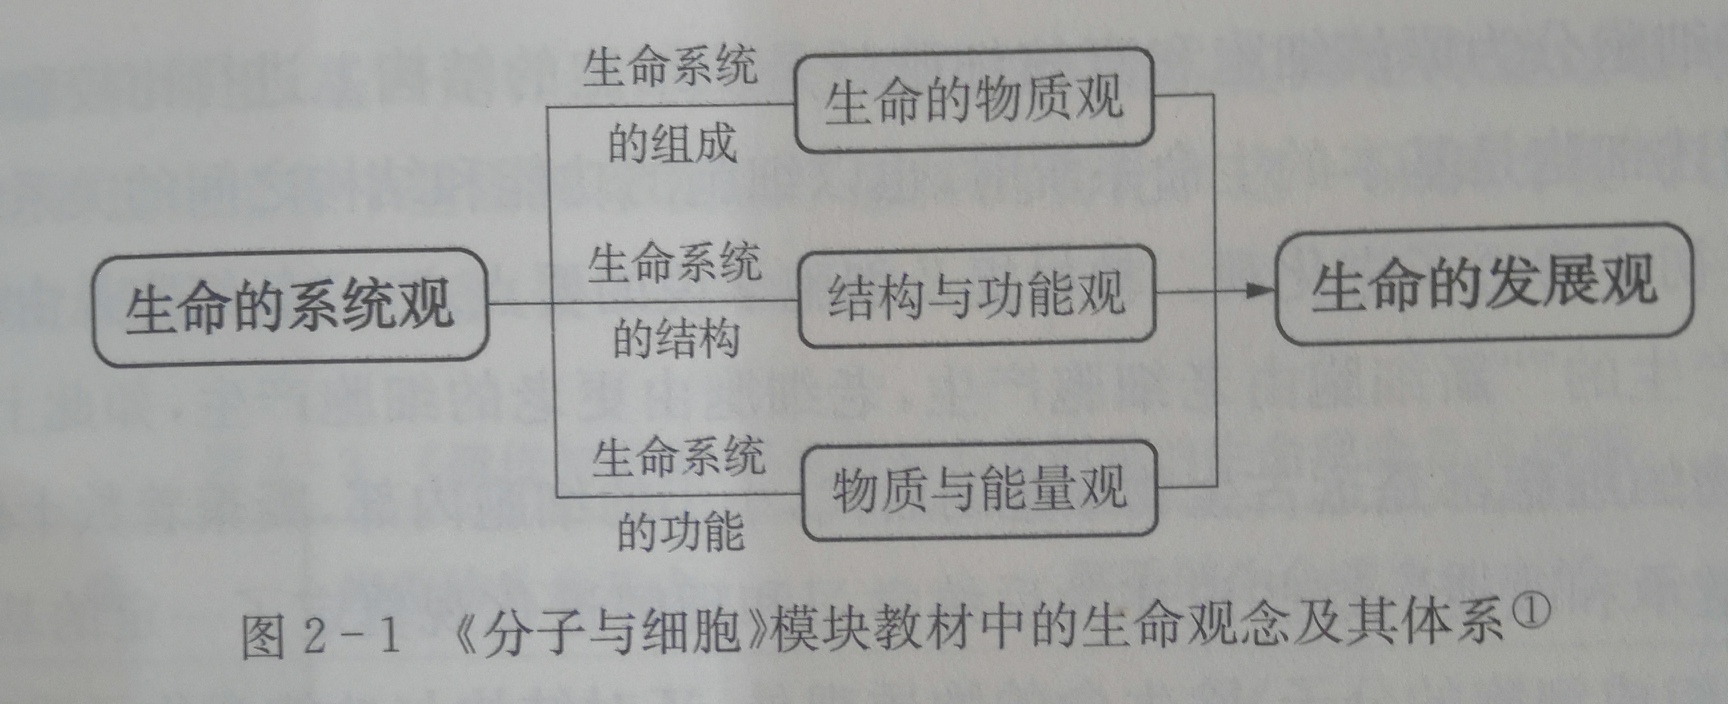 生命系统
的组成
生命的物质观
生命的系统观
生命系统
的结构
结构与功能观
生命的发展观
生命系统
的功能
物质与能量观
图2-1 《分子与细胞》模块教材中的生命观念及其体系①